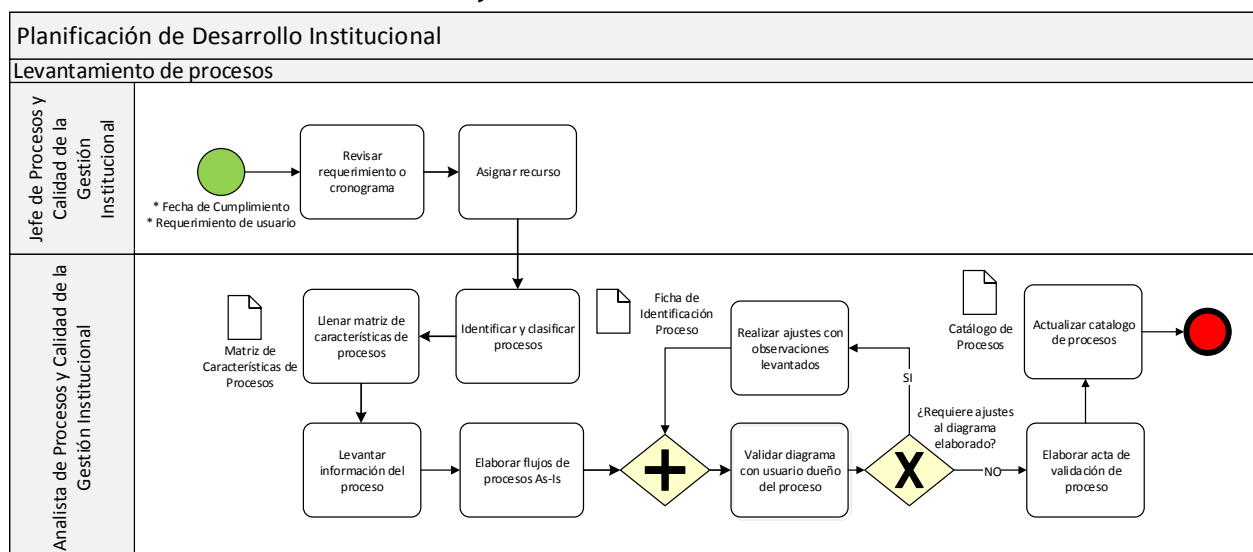 Planificación de Desarrollo Institucional
Levantamiento de procesos
Jefe de Procesos y
Calidad de la
Gestión
Institucional
* Fecha de Cumplimiento
* Requerimiento de usuario
Revisar
requerimiento o
cronograma
Asignar recurso
Analista de Procesos y Calidad de la
Gestión Institucional
Matriz de
Características de
Procesos
Llenar matriz de
características de
procesos
Identificar y clasificar
procesos
Ficha de
Identificación
Proceso
Realizar ajustes con
observaciones
levantados
Catálogo de
Procesos
Actualizar catalogo
de procesos
SI
¿Requiere ajustes
al diagrama
elaborado?
Levantar
información del
proceso
Elaborar flujos de
procesos As-Is
Validar diagrama
con usuario dueño
del proceso
X
NO
Elaborar acta de
validación de
proceso